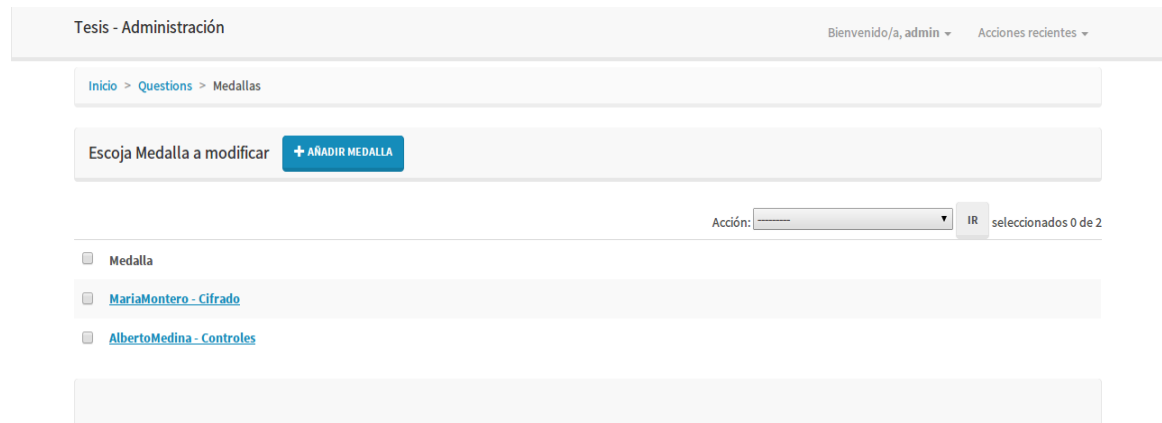 Tesis - Administración
Bienvenido/a, admin Acciones recientes
Inicio > Questions > Medallas
Escoja Medalla a modificar + AÑADIR MEDALLA
Acción: --------- IR seleccionados 0 de 2
Medalla
MariaMontero - Cifrado
AlbertoMedina - Controles